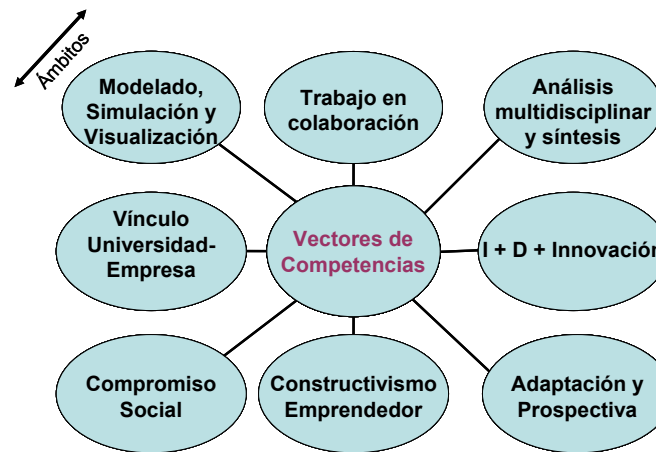 Ámbitos
Modelado,
Simulación y
Visualización
Trabajo en
colaboración
Análisis
multidisciplinar
y síntesis
Vínculo
Universidad-
Empresa
Vectores de
Competencias
I + D + Innovación
Compromiso
Social
Constructivismo
Emprendedor
Adaptación y
Prospectiva